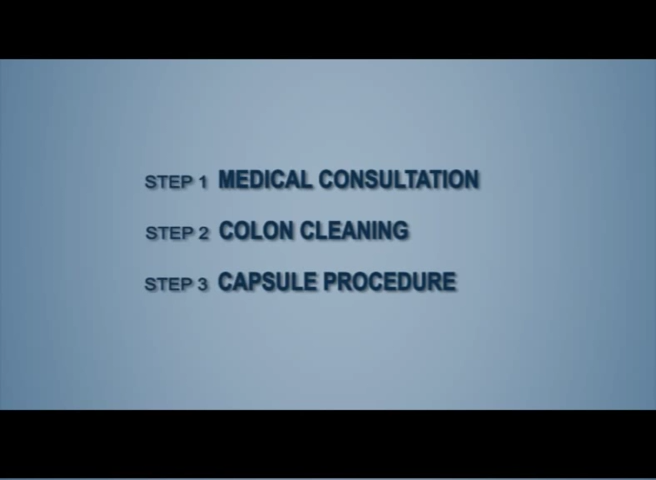 STEP 1 MEDICAL CONSULTATION
STEP 2 COLON CLEANING
STEP 3 CAPSULE PROCEDURE